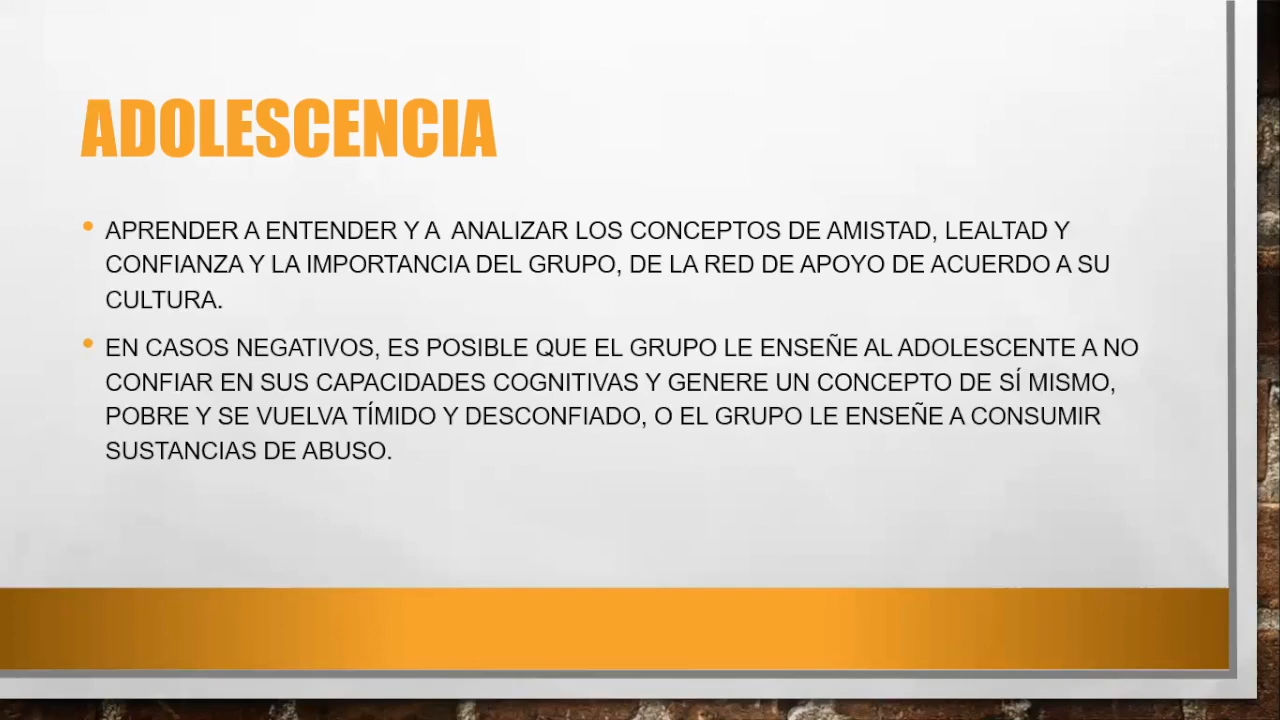 ADOLESCENCIA
• APRENDER A ENTENDER Y A  ANALIZAR LOS CONCEPTOS DE AMISTAD, LEALTAD Y
CONFIANZA Y LA IMPORTANCIA DEL GRUPO, DE LA RED DE APOYO DE ACUERDO A SU
CULTURA.
• EN CASOS NEGATIVOS, ES POSIBLE QUE EL GRUPO LE ENSEÑE AL ADOLESCENTE A NO
CONFIAR EN SUS CAPACIDADES COGNITIVAS Y GENERE UN CONCEPTO DE SÍ MISMO,
POBRE Y SE VUELVA TÍMIDO Y DESCONFIADO, O EL GRUPO LE ENSEÑE A CONSUMIR
SUSTANCIAS DE ABUSO.